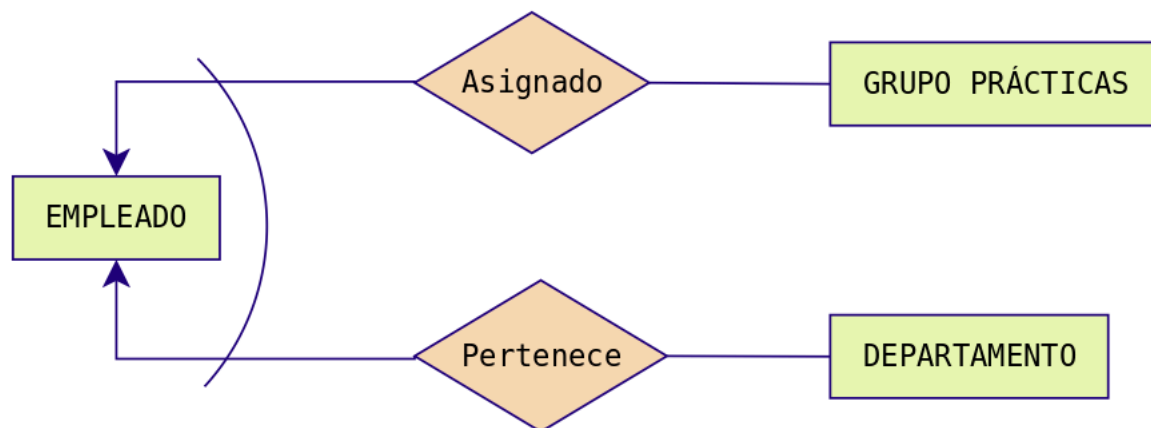 Asignado
GRUPO PRÁCTICAS
EMPLEADO
Pertenece
DEPARTAMENTO